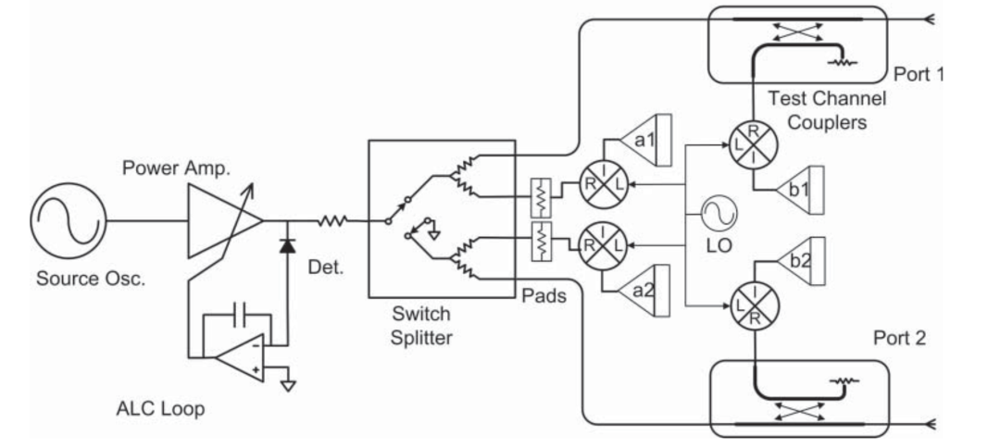 Port 1
Test Channel
Couplers
R
L
I
b1
Power Amp.
a1
I
R
L
Source Osc.
Det.
LO
R
L
I
a2
b2
I
L
R
Pads
Switch
Splitter
Port 2
-
+
ALC Loop